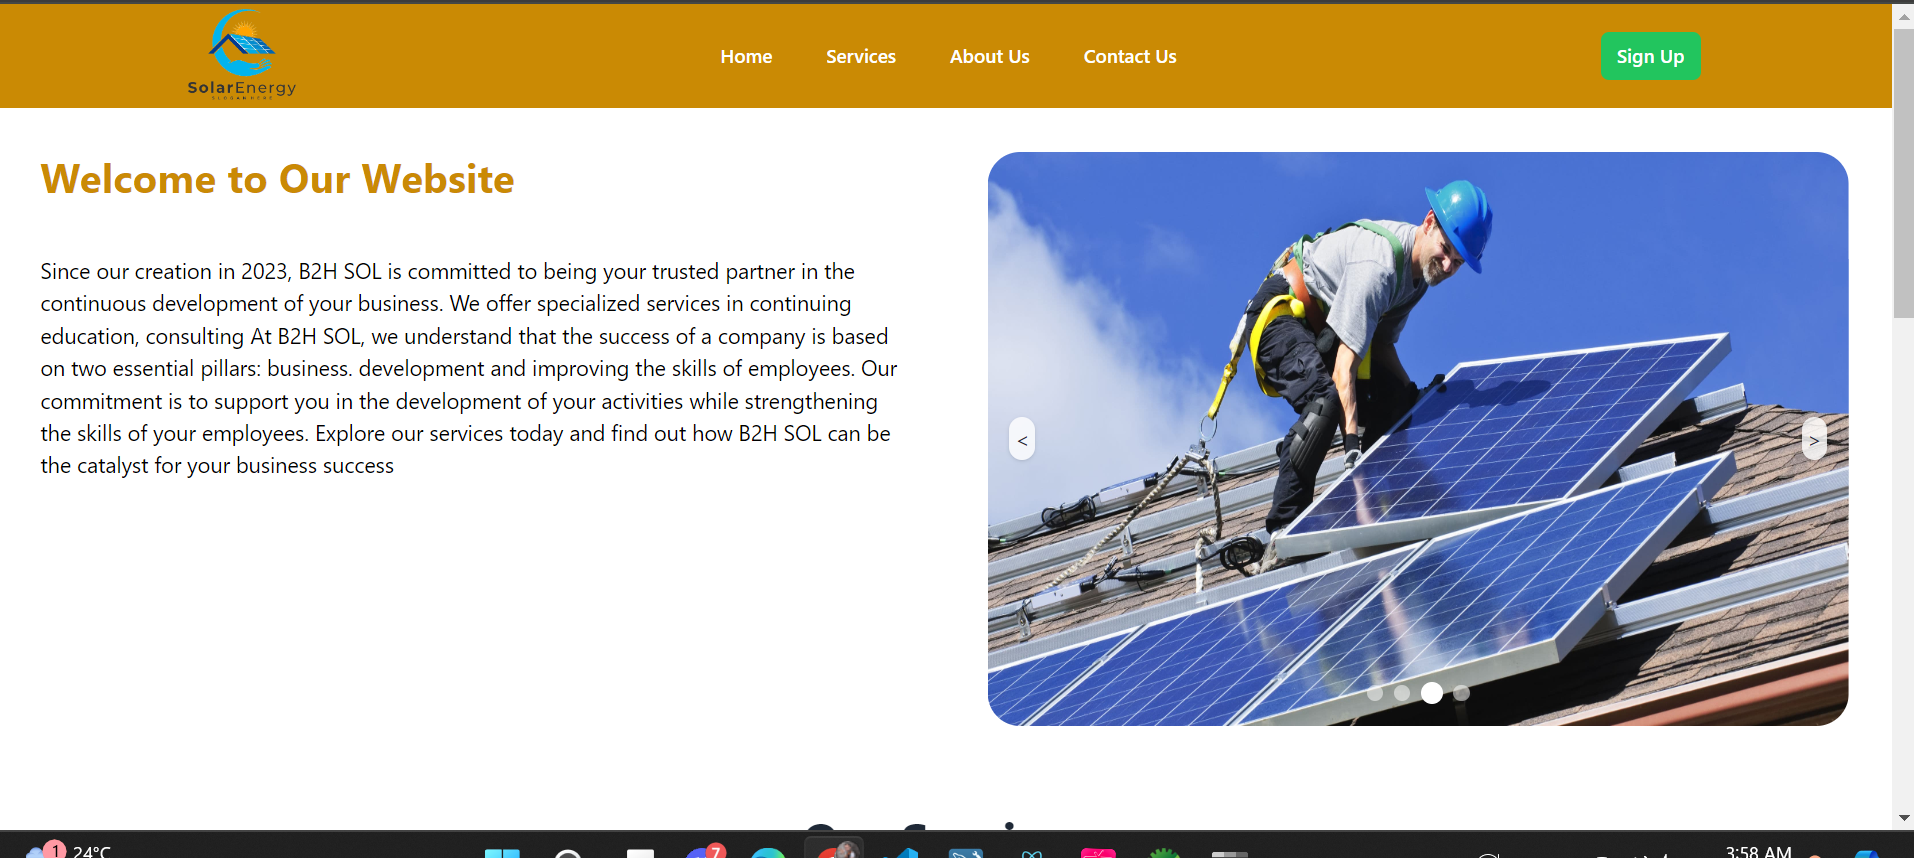 Home Services About Us Contact Us Sign Up
SolarEnergy
SLOGAN HERE
Welcome to Our Website
Since our creation in 2023, B2H SOL is committed to being your trusted partner in the
continuous development of your business. We offer specialized services in continuing
education, consulting At B2H SOL, we understand that the success of a company is based
on two essential pillars: business. development and improving the skills of employees. Our
commitment is to support you in the development of your activities while strengthening
the skills of your employees. Explore our services today and find out how B2H SOL can be
the catalyst for your business success
< >
1 24°C 7 3:58 AM